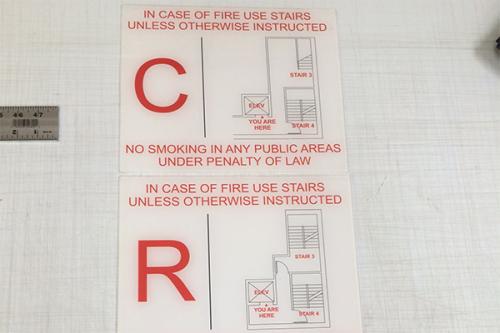 IN CASE OF FIRE USE STAIRS
UNLESS OTHERWISE INSTRUCTED
C
STAIR 3
ELEV
YOU ARE
HERE
STAIR 4
NO SMOKING IN ANY PUBLIC AREAS
UNDER PENALTY OF LAW
46 47
IN CASE OF FIRE USE STAIRS
UNLESS OTHERWISE INSTRUCTED
R
STAIR 3
ELEV
YOU ARE
HERE
STAIR 4